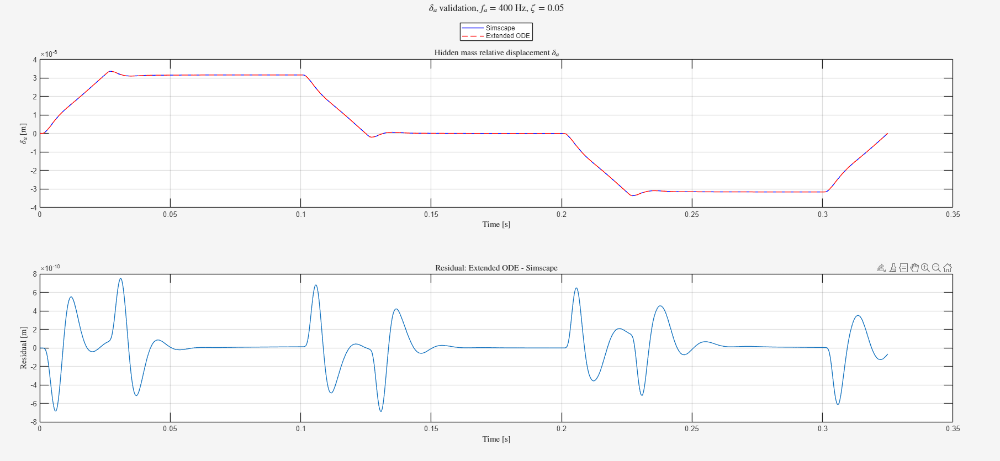 δₐ validation, fₐ = 400 Hz, ζ = 0.05
Simscape
Extended ODE
Hidden mass relative displacement δₐ
×10⁻⁶
4
3
2
1
0
-1
-2
-3
-4
δₐ [m]
0 0.05 0.1 0.15 0.2 0.25 0.3 0.35
Time [s]
Residual: Extended ODE - Simscape
×10⁻¹⁰
8
6
4
2
0
-2
-4
-6
-8
Residual [m]
0 0.05 0.1 0.15 0.2 0.25 0.3 0.35
Time [s]